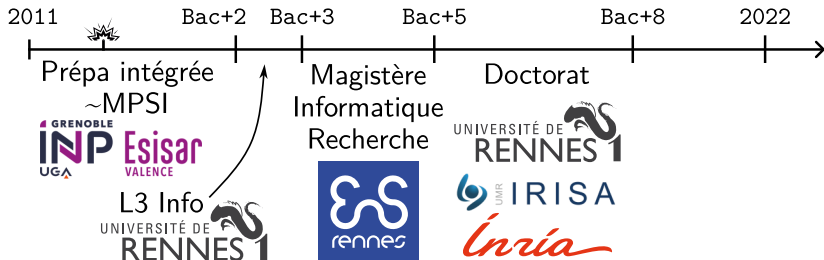 2011 Bac+2 Bac+3 Bac+5 Bac+8 2022
Prépa intégrée
~MPSI
GRENOBLE
INP
UGA
Esisar
VALENCE
L3 Info
UNIVERSITÉ DE
RENNES 1
Magistère
Informatique
Recherche
ENS
rennes
Doctorat
UNIVERSITÉ DE
RENNES 1
UMR
IRISA
Inria